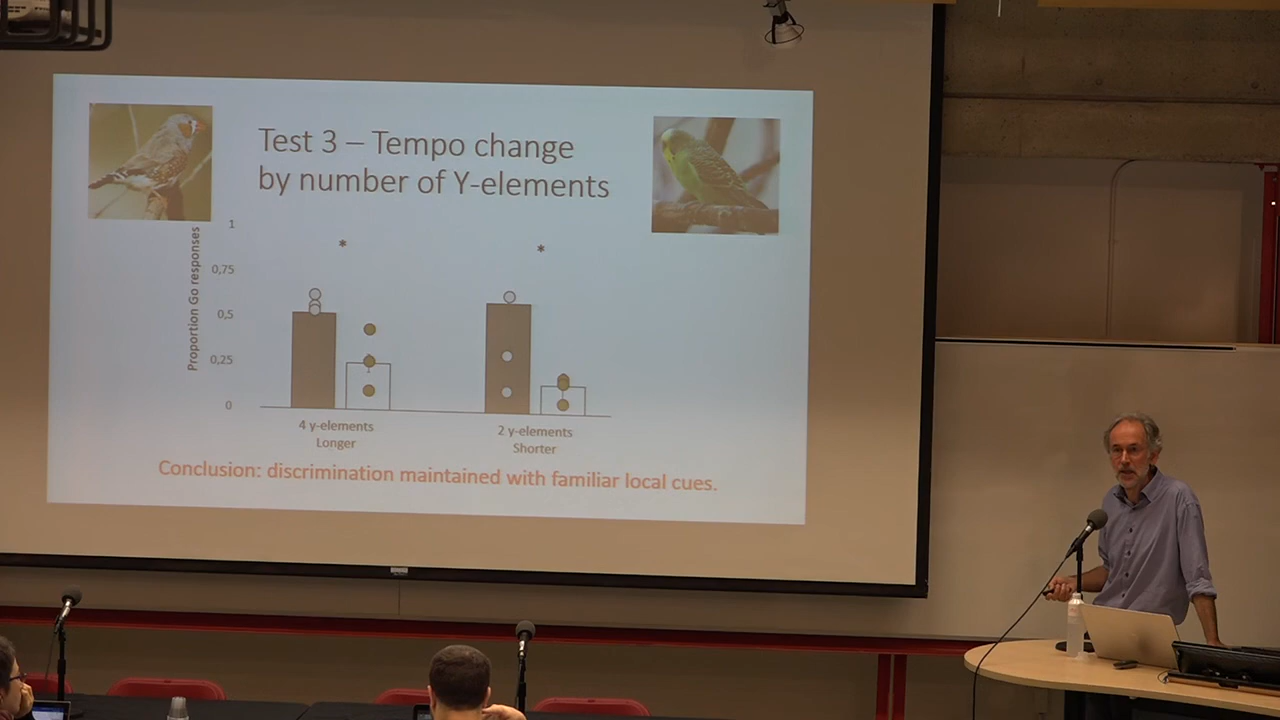 Test 3 – Tempo change
by number of Y-elements
Proportion Go responses
1
0,75
0,5
0,25
0
*
*
4 y-elements
Longer
2 y-elements
Shorter
Conclusion: discrimination maintained with familiar local cues.